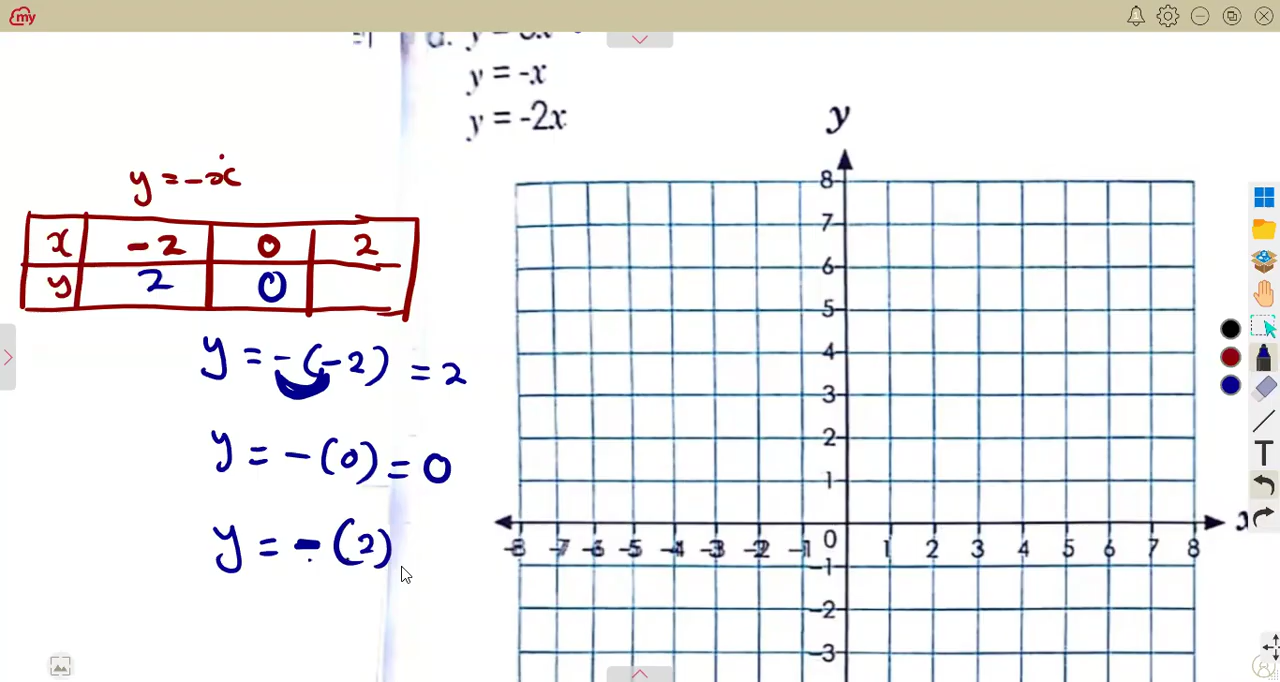 my
y = -x
y = -2x
y
y = -x
x -2 0 2
y 2 0
y = -(-2) = 2
y = -(0) = 0
y = -(2)
8
7
6
5
4
3
2
1
-8 -7 -6 -5 -4 -3 -2 -1 0 1 2 3 4 5 6 7 8 x
-1
-2
-3
T